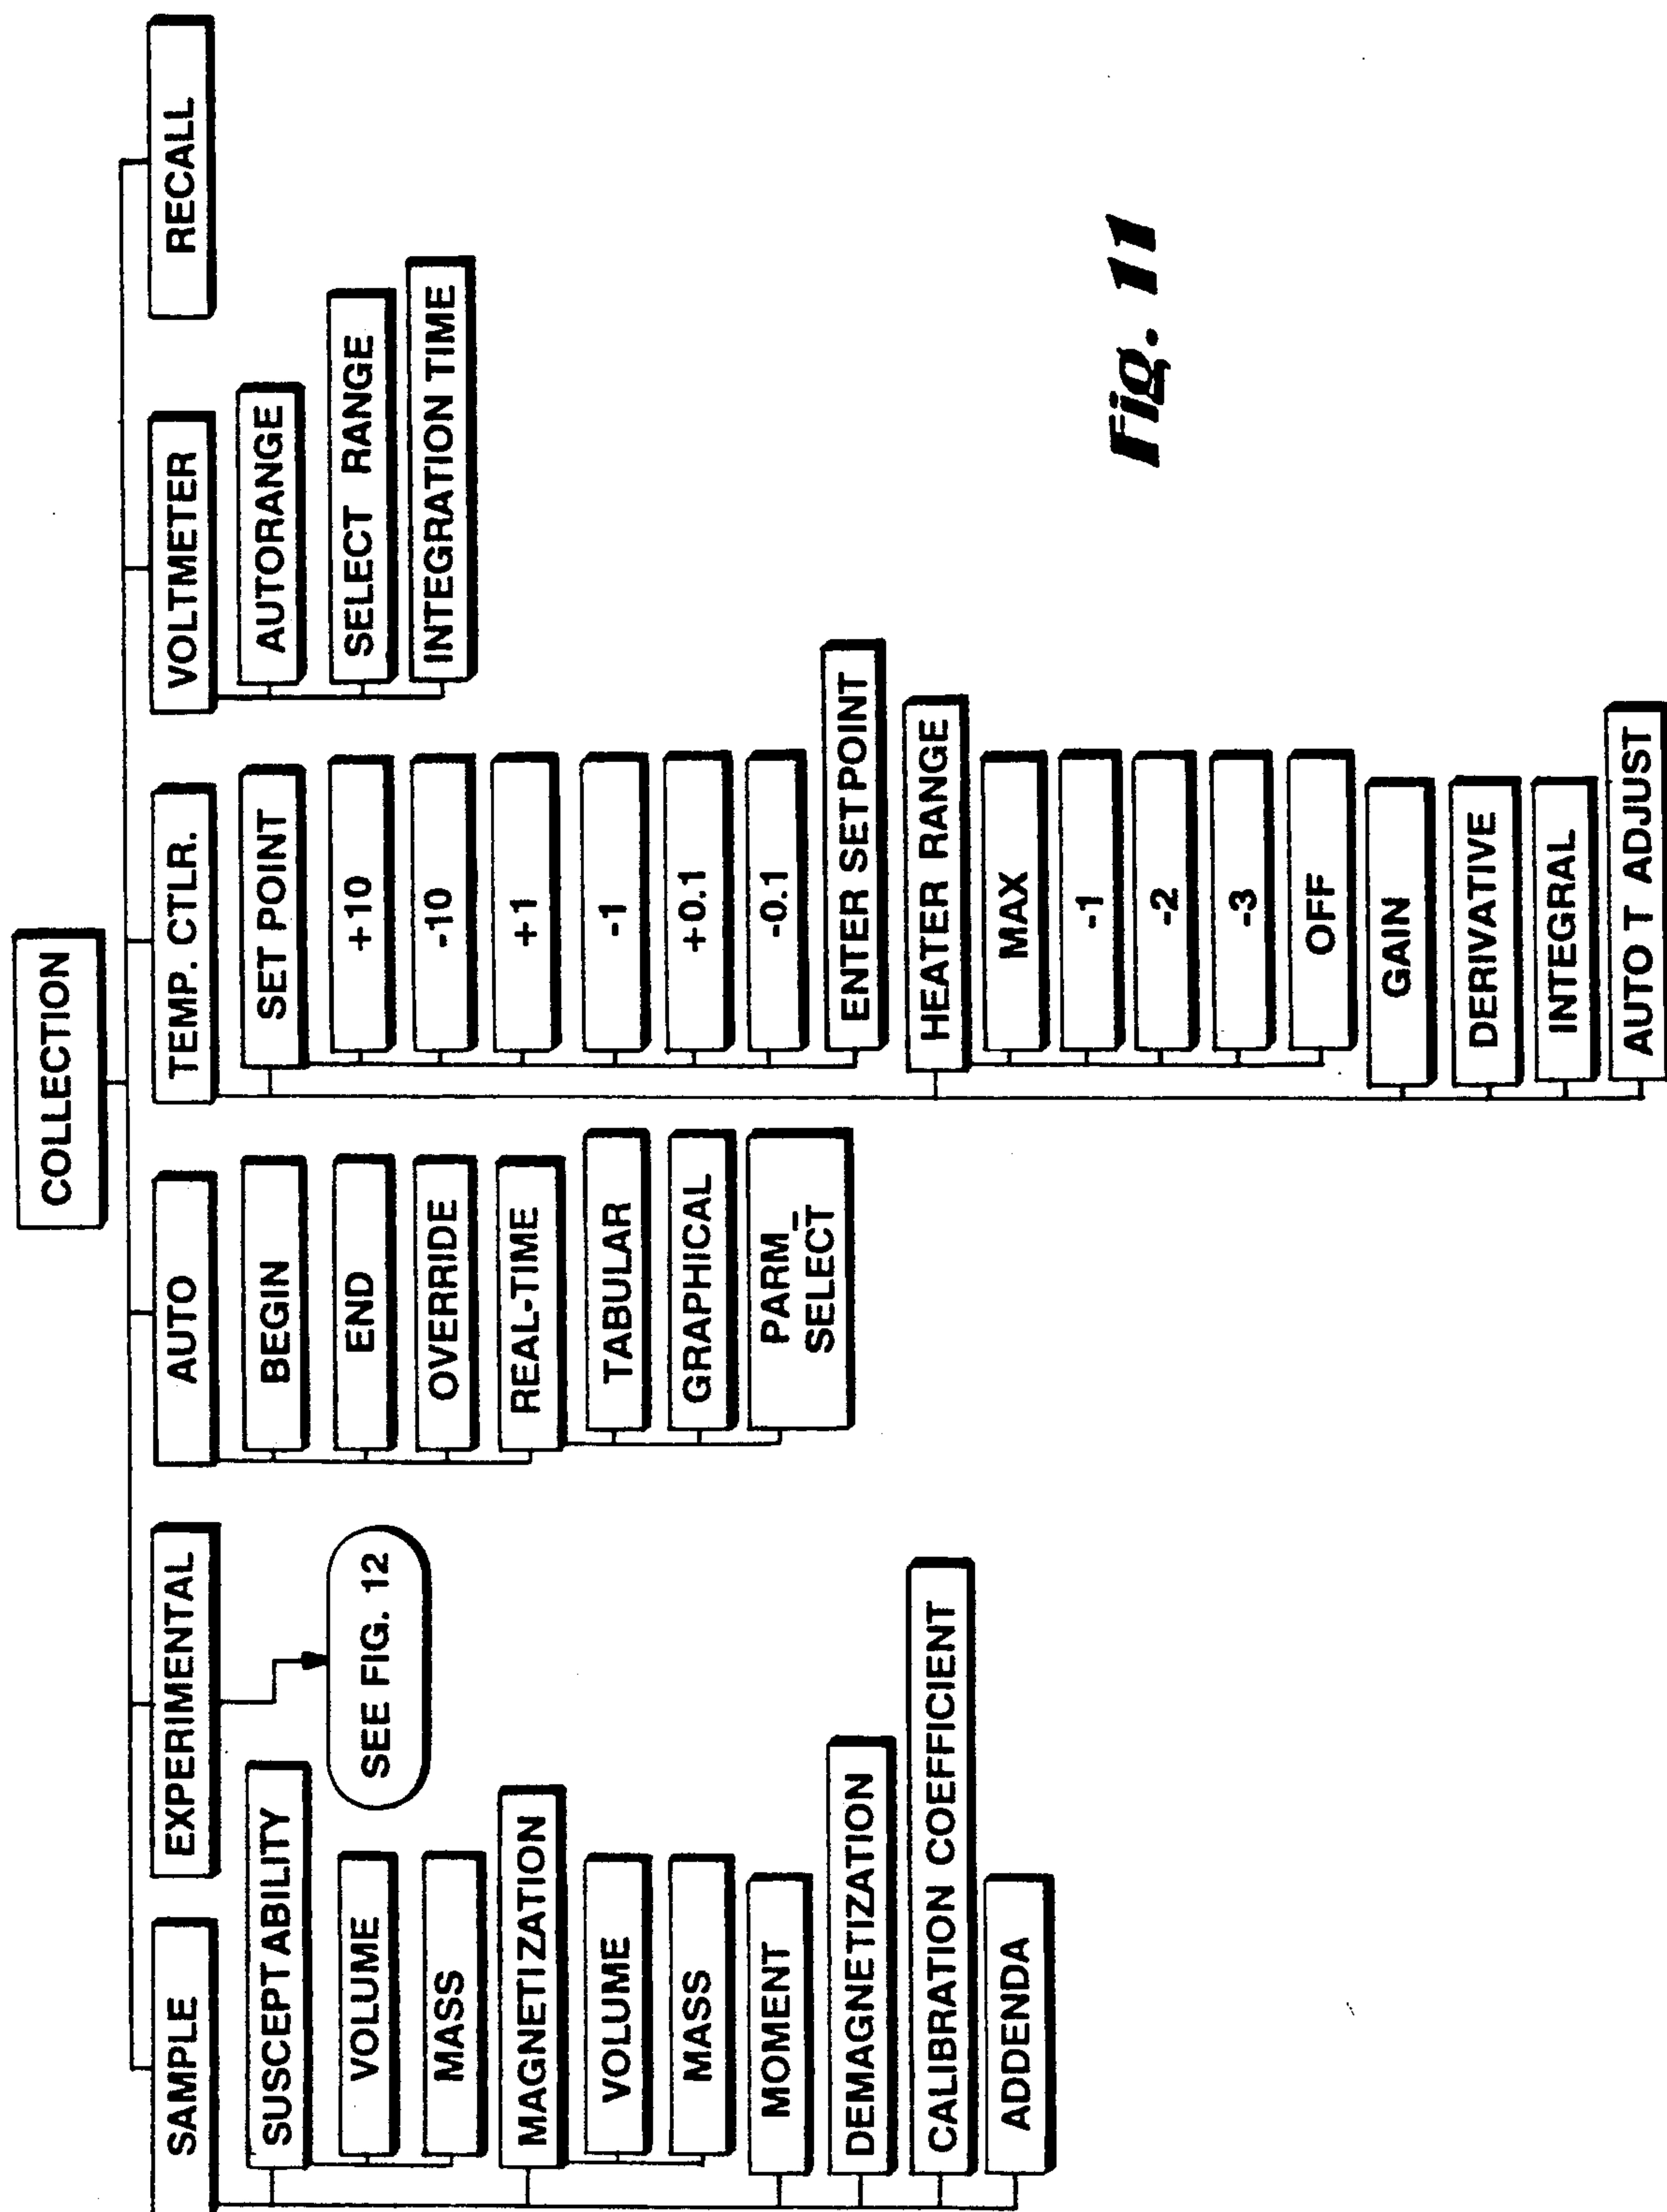 COLLECTION
SAMPLE
SUSCEPTABILITY
VOLUME
MASS
MAGNETIZATION
VOLUME
MASS
MOMENT
DEMAGNETIZATION
CALIBRATION COEFFICIENT
ADDENDA
EXPERIMENTAL
SEE FIG. 12
AUTO
BEGIN
END
OVERRIDE
REAL-TIME
TABULAR
GRAPHICAL
PARM_
SELECT
TEMP. CTLR.
SET POINT
+10
-10
+1
-1
+0.1
-0.1
ENTER SETPOINT
HEATER RANGE
MAX
-1
-2
-3
OFF
GAIN
DERIVATIVE
INTEGRAL
AUTO T ADJUST
VOLTMETER
AUTORANGE
SELECT RANGE
INTEGRATION TIME
RECALL
Fig. 11